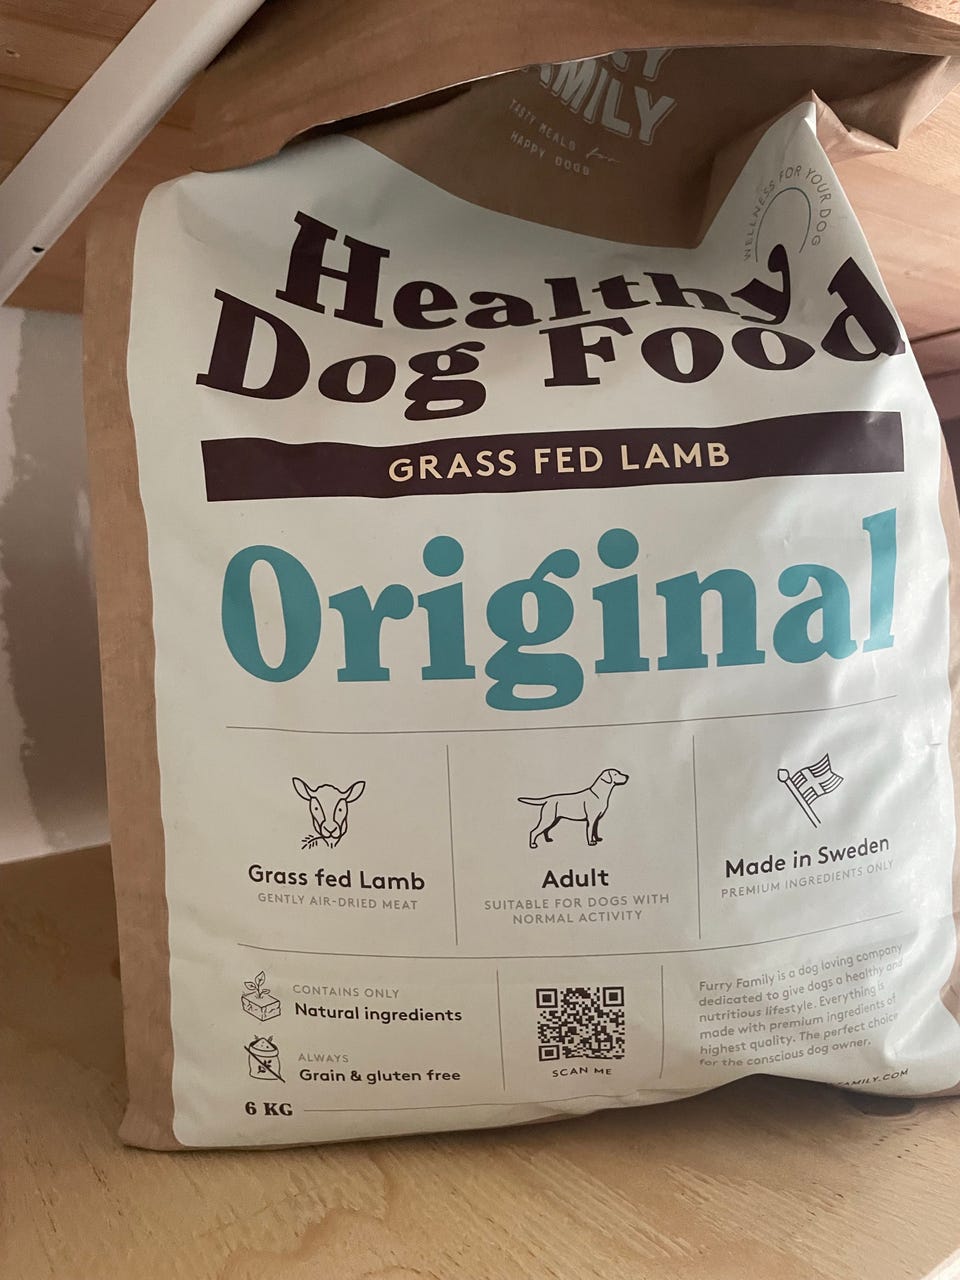 FAMILY
TASTY MEALS for
HAPPY DOGS
WELLNESS FOR YOUR DOG
Healthy
Dog Food
GRASS FED LAMB
Original
Grass fed Lamb
GENTLY AIR-DRIED MEAT
Adult
SUITABLE FOR DOGS WITH
NORMAL ACTIVITY
Made in Sweden
PREMIUM INGREDIENTS ONLY
CONTAINS ONLY
Natural ingredients
ALWAYS
Grain & gluten free
6 KG
SCAN ME
Furry Family is a dog loving company
dedicated to give dogs a healthy and
nutritious lifestyle. Everything is
made with premium ingredients of
highest quality. The perfect choice
for the conscious dog owner.
FAMILY.COM